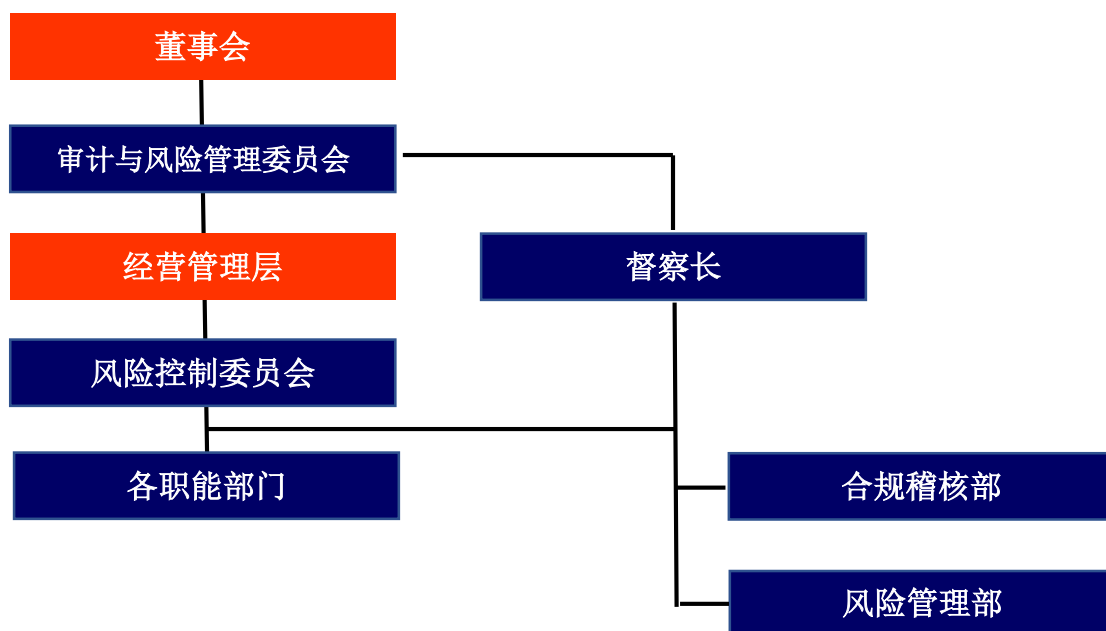 董事会
审计与风险管理委员会
经营管理层
督察长
风险控制委员会
各职能部门
合规稽核部
风险管理部